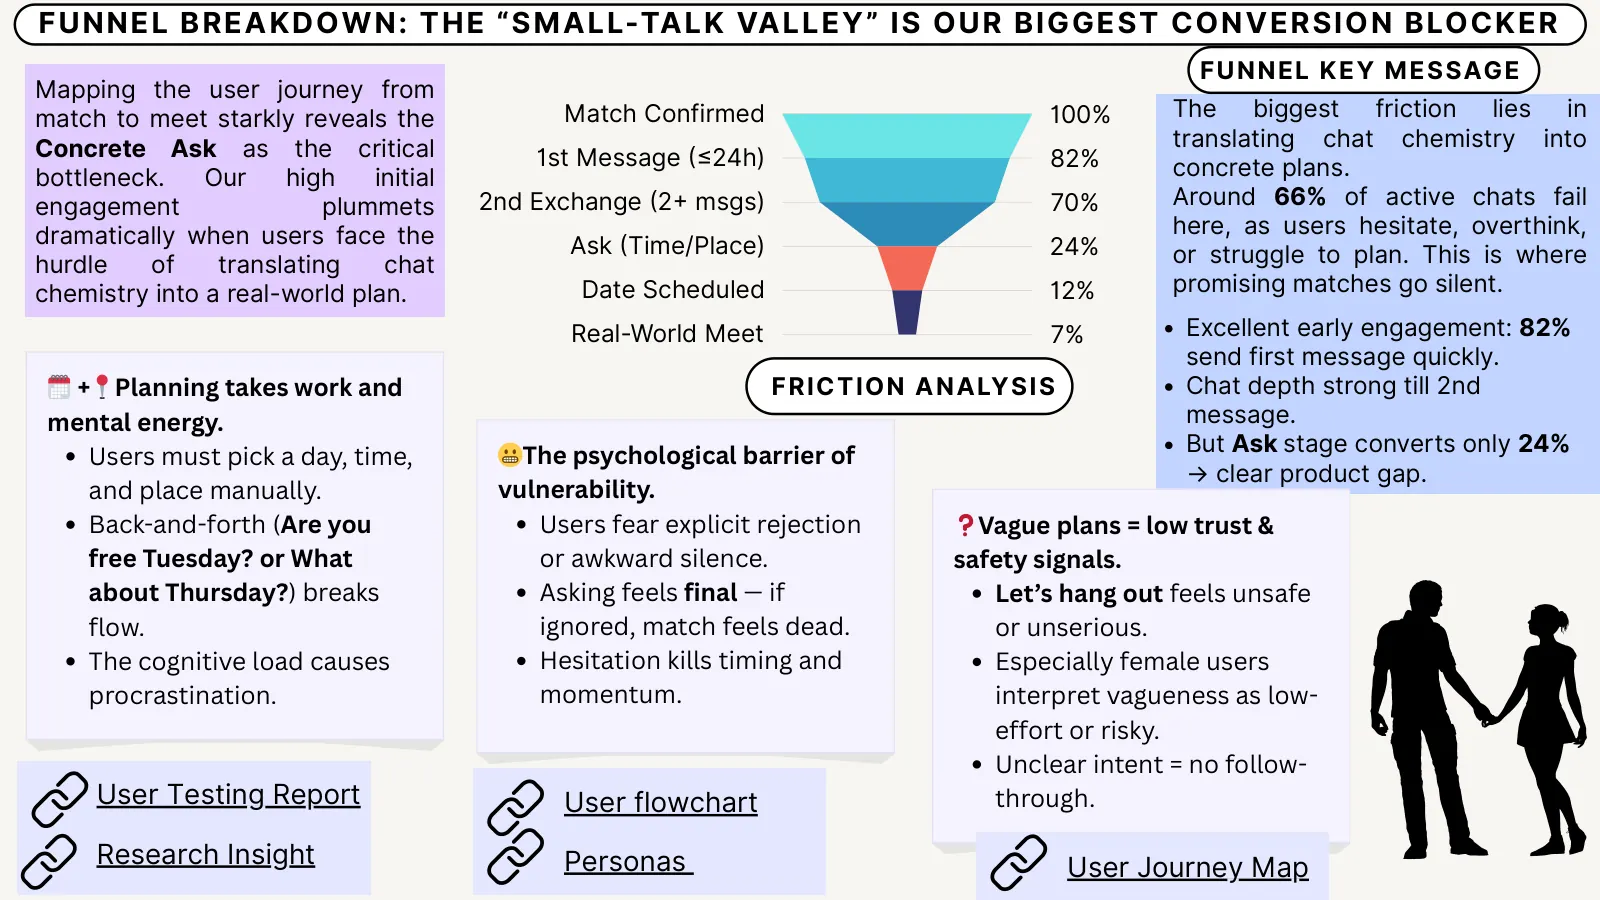 FUNNEL BREAKDOWN: THE “SMALL-TALK VALLEY” IS OUR BIGGEST CONVERSION BLOCKER
Mapping the user journey from
match to meet starkly reveals the
Concrete Ask as the critical
bottleneck. Our high initial
engagement plummets
dramatically when users face the
hurdle of translating chat
chemistry into a real-world plan.
Match Confirmed 100%
1st Message (≤24h) 82%
2nd Exchange (2+ msgs) 70%
Ask (Time/Place) 24%
Date Scheduled 12%
Real-World Meet 7%
FUNNEL KEY MESSAGE
The biggest friction lies in
translating chat chemistry into
concrete plans.
Around 66% of active chats fail
here, as users hesitate, overthink,
or struggle to plan. This is where
promising matches go silent.
• Excellent early engagement: 82%
send first message quickly.
• Chat depth strong till 2nd
message.
• But Ask stage converts only 24%
→ clear product gap.
FRICTION ANALYSIS
🗓️ +📍Planning takes work and
mental energy.
• Users must pick a day, time,
and place manually.
• Back-and-forth (Are you
free Tuesday? or What
about Thursday?) breaks
flow.
• The cognitive load causes
procrastination.
😬The psychological barrier of
vulnerability.
• Users fear explicit rejection
or awkward silence.
• Asking feels final — if
ignored, match feels dead.
• Hesitation kills timing and
momentum.
❓Vague plans = low trust &
safety signals.
• Let’s hang out feels unsafe
or unserious.
• Especially female users
interpret vagueness as low-
effort or risky.
• Unclear intent = no follow-
through.
User Testing Report
Research Insight
User flowchart
Personas
User Journey Map